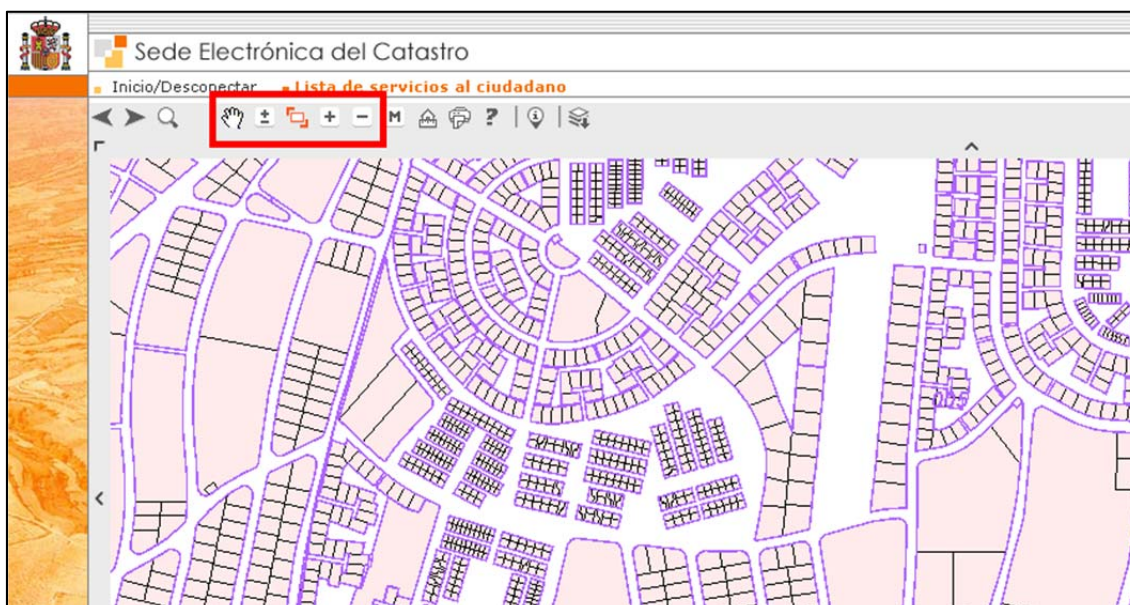 Sede Electrónica del Catastro
Inicio/Desconectar Lista de servicios al ciudadano
± + − M ? i